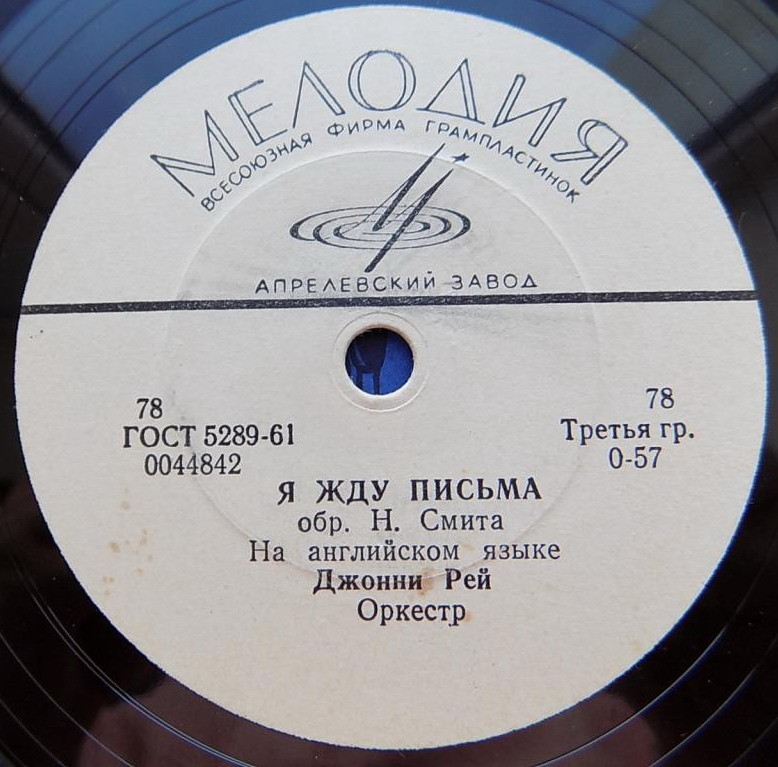 МЕЛОДИЯ
ВСЕСОЮЗНАЯ ФИРМА ГРАМПЛАСТИНОК
АПРЕЛЕВСКИЙ ЗАВОД
78
78
ГОСТ 5289-61
Третья гр.
0044842
0-57
Я ЖДУ ПИСЬМА
обр. Н. Смита
На английском языке
Джонни Рей
Оркестр